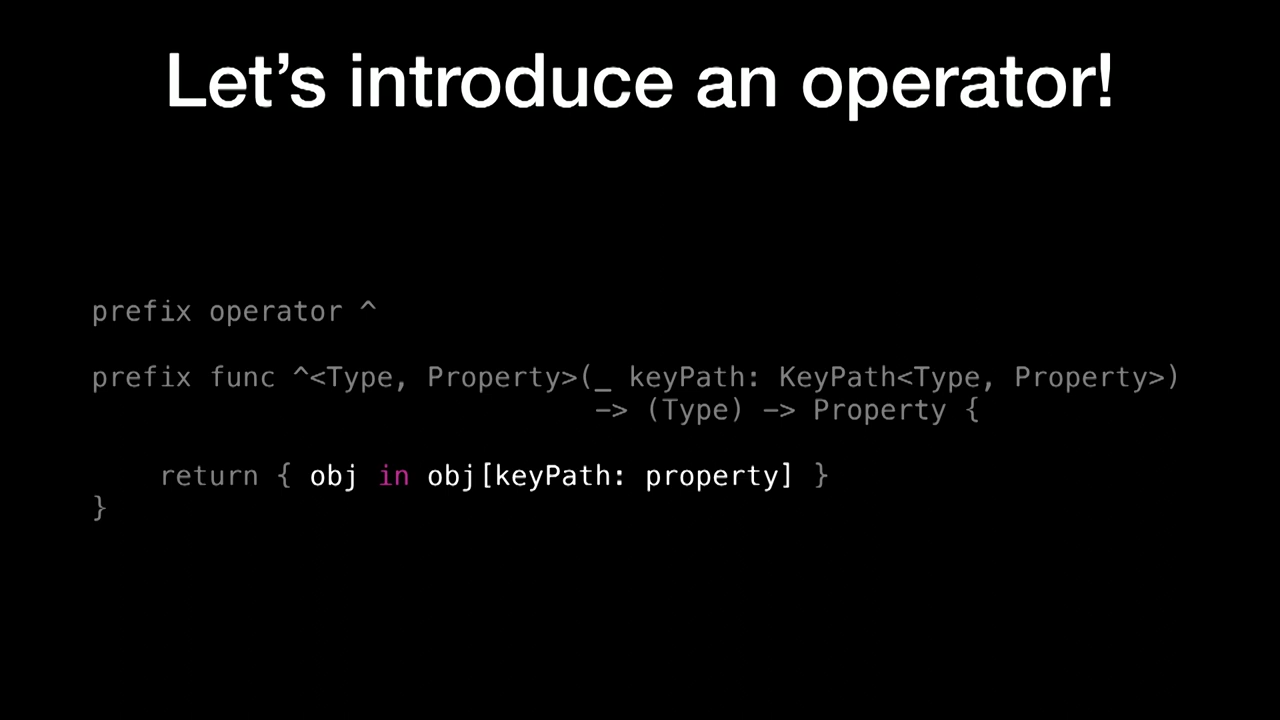 Let’s introduce an operator!
prefix operator ^
prefix func ^<Type, Property>(_ keyPath: KeyPath<Type, Property>)
-> (Type) -> Property {
return { obj in obj[keyPath: property] }
}